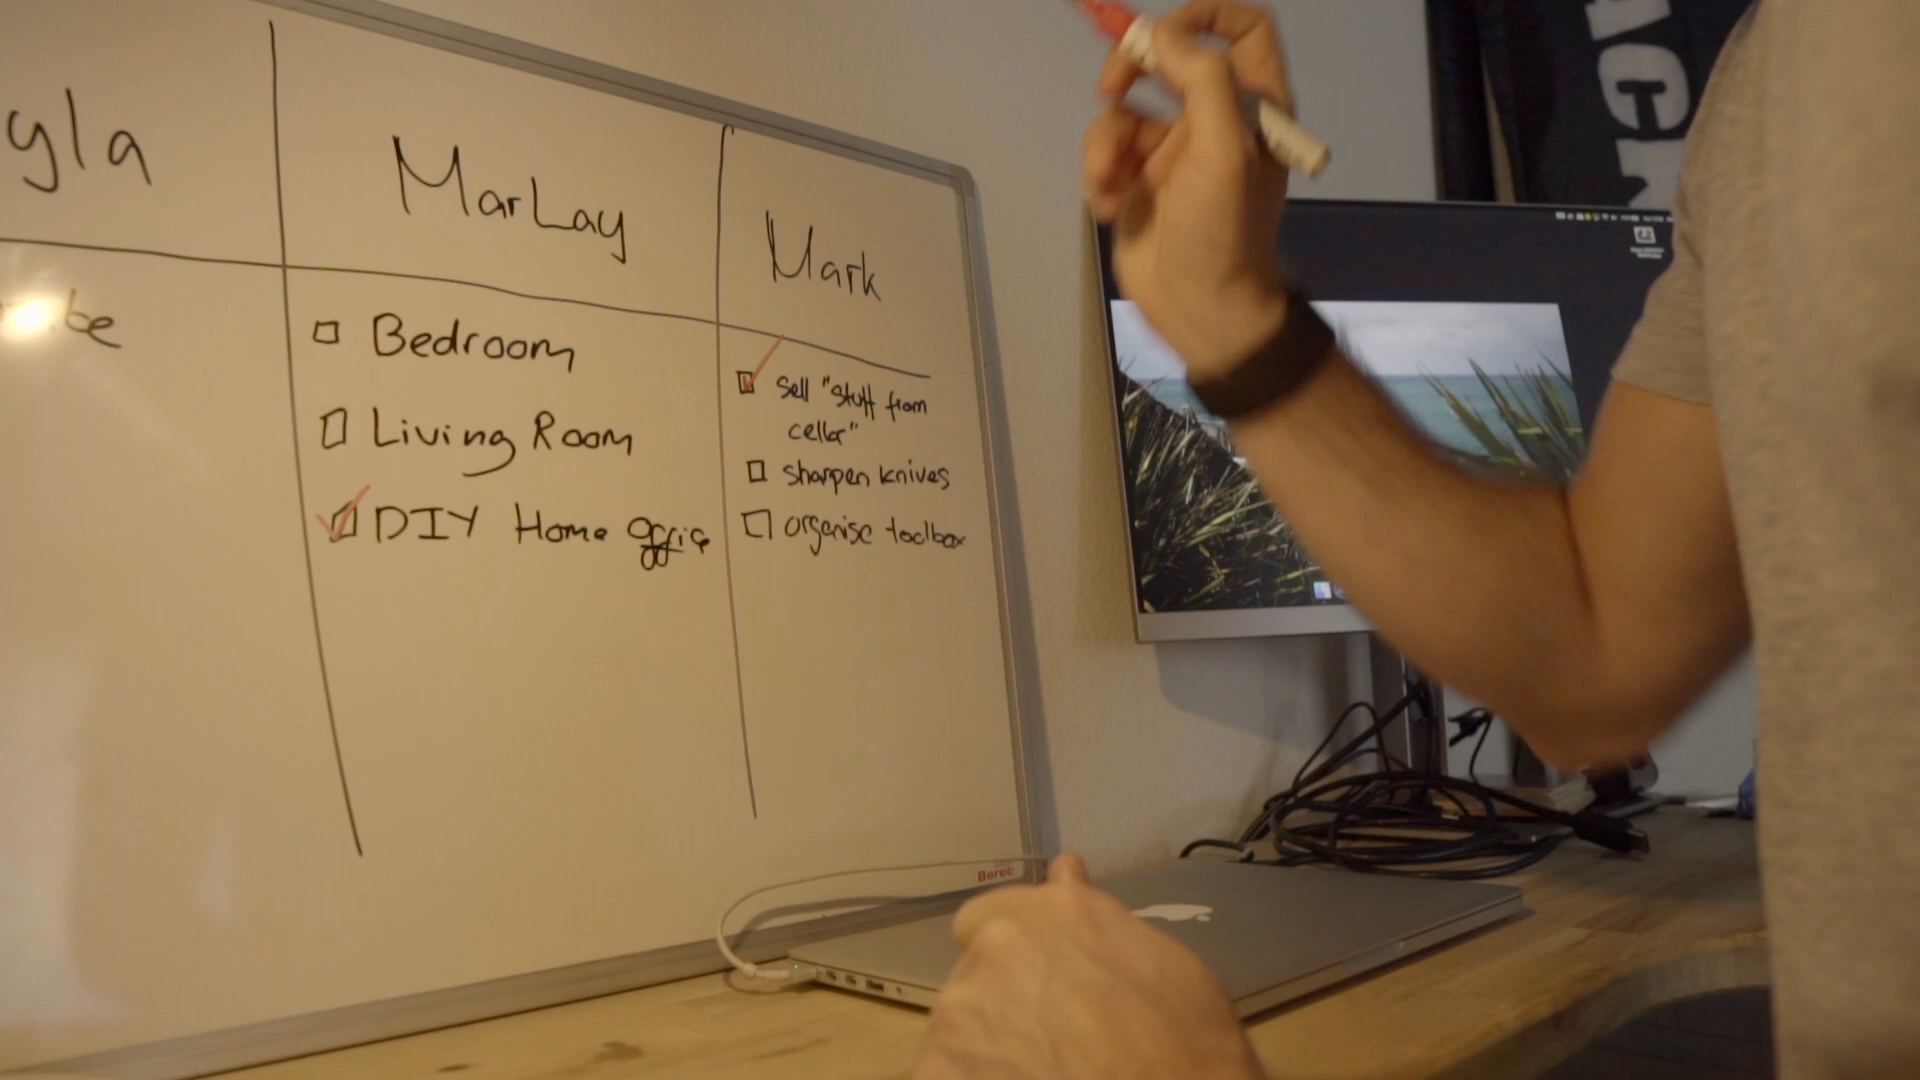 yla
MarLay
Mark
be
Bedroom
Living Room
DIY Home Office
sell "stuff from
cellar"
sharpen knives
organise toolbox
Berec